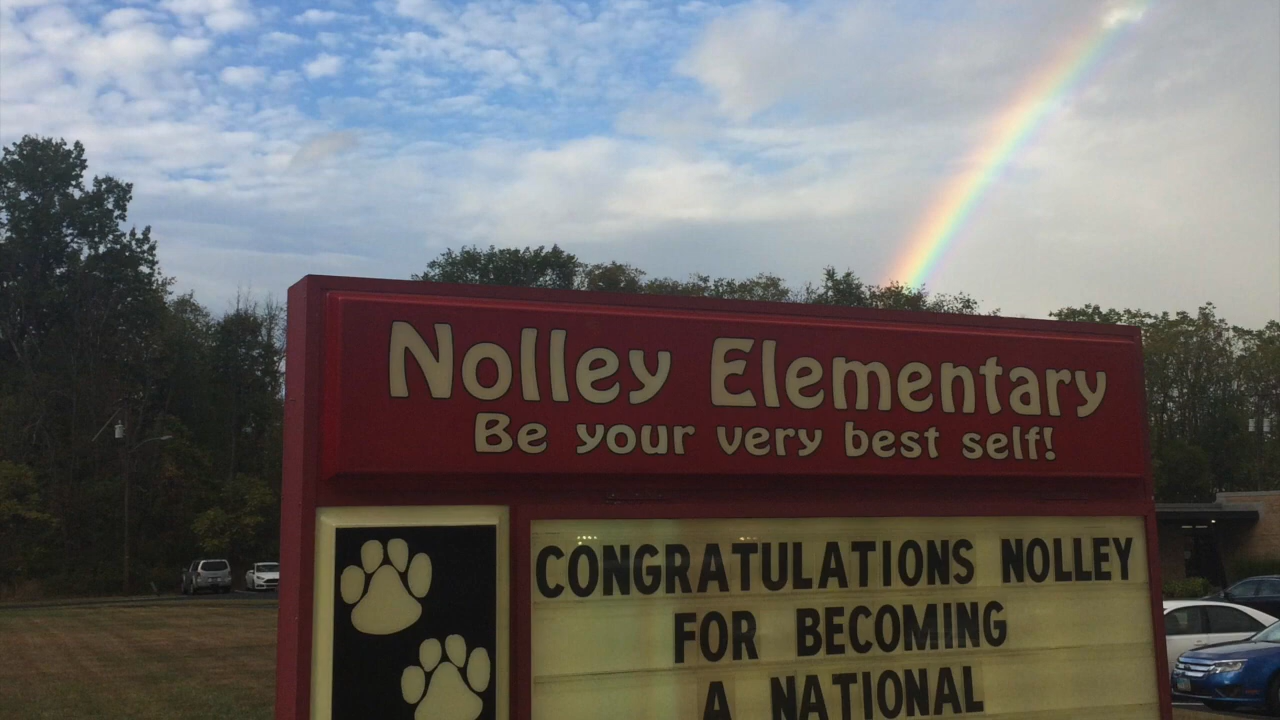 Nolley Elementary
Be your very best self!
CONGRATULATIONS NOLLEY
FOR BECOMING
A NATIONAL